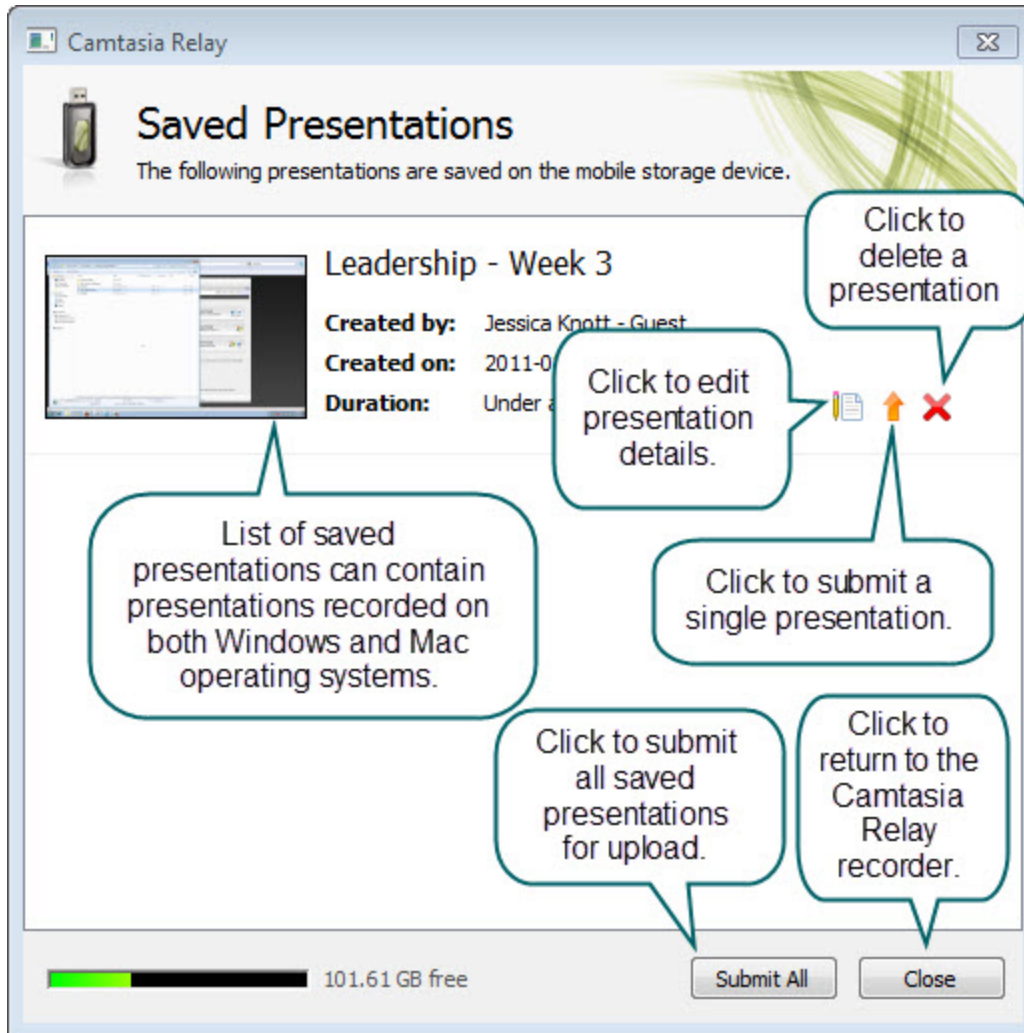 Camtasia Relay
Saved Presentations
The following presentations are saved on the mobile storage device.
Click to
delete a
presentation
Leadership - Week 3
Created by: Jessica Knott - Guest
Created on: 2011-0
Duration: Under a
Click to edit
presentation
details.
List of saved
presentations can contain
presentations recorded on
both Windows and Mac
operating systems.
Click to submit a
single presentation.
Click to submit
all saved
presentations
for upload.
Click to
return to the
Camtasia
Relay
recorder.
101.61 GB free
Submit All
Close